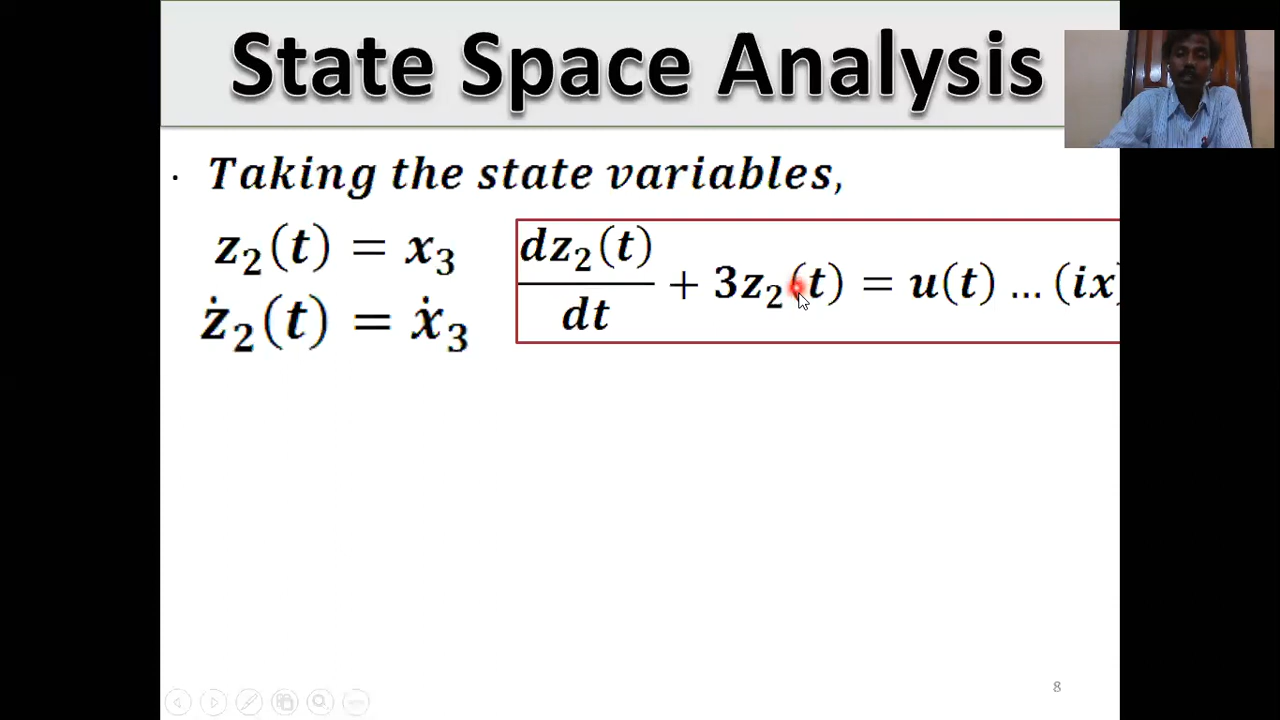 State Space Analysis
· Taking the state variables,
z₂(t) = x₃
ż₂(t) = ẋ₃
dz₂(t)/dt + 3z₂(t) = u(t) … (ix)
8